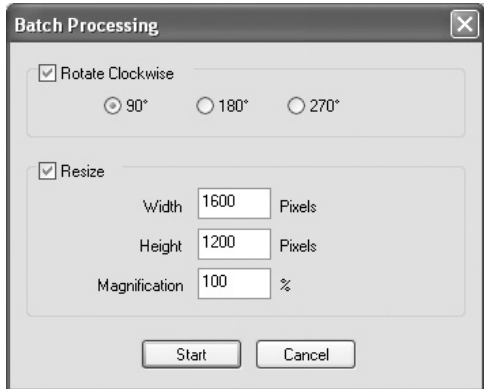 Batch Processing
Rotate Clockwise
90° 180° 270°
Resize
Width 1600 Pixels
Height 1200 Pixels
Magnification 100 %
Start Cancel